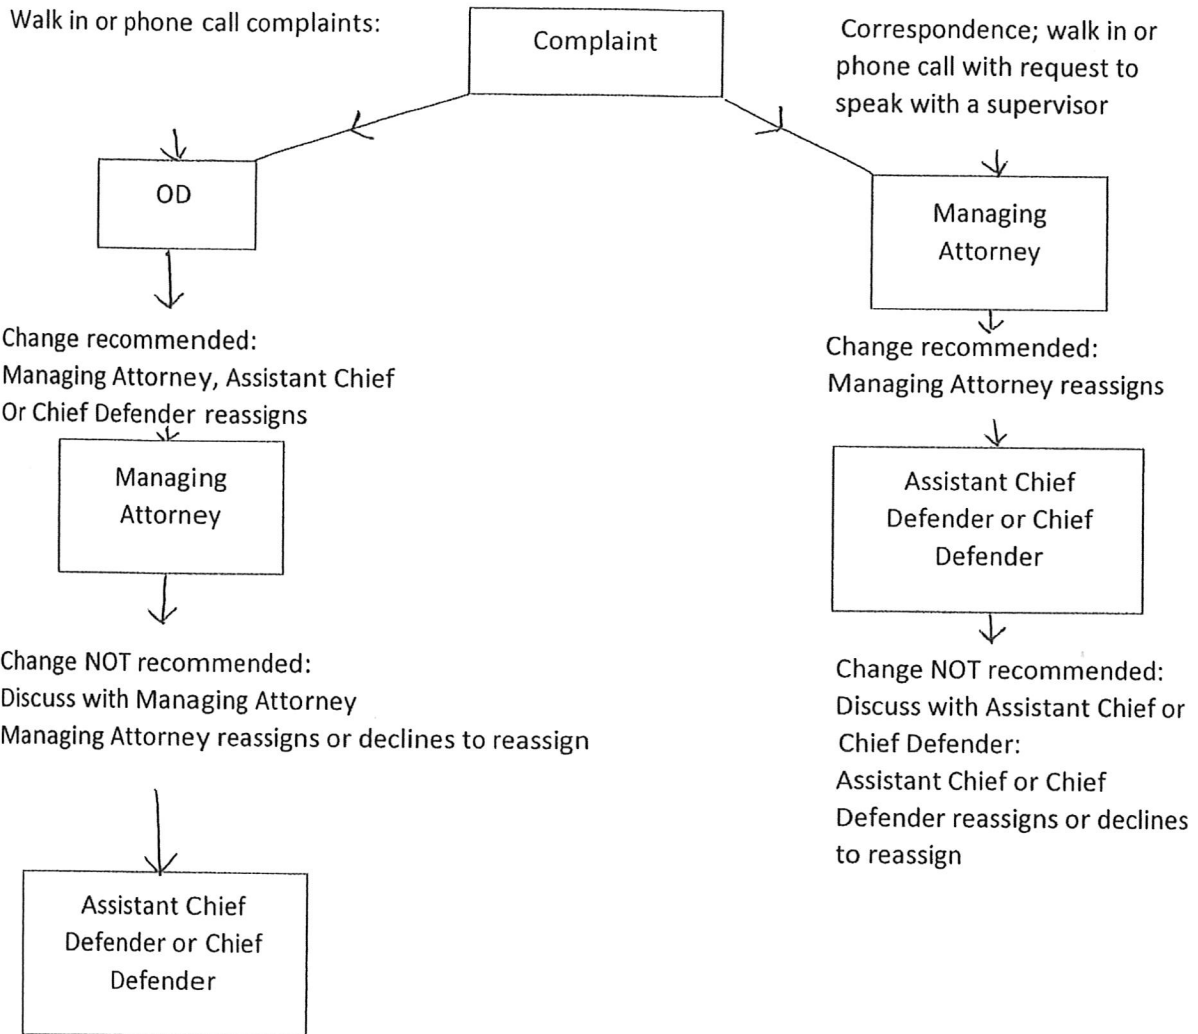 Walk in or phone call complaints:
Complaint
Correspondence; walk in or
phone call with request to
speak with a supervisor
OD
Managing
Attorney
Change recommended:
Managing Attorney, Assistant Chief
Or Chief Defender reassigns
Change recommended:
Managing Attorney reassigns
Managing
Attorney
Assistant Chief
Defender or Chief
Defender
Change NOT recommended:
Discuss with Managing Attorney
Managing Attorney reassigns or declines to reassign
Change NOT recommended:
Discuss with Assistant Chief or
Chief Defender:
Assistant Chief or Chief
Defender reassigns or declines
to reassign
Assistant Chief
Defender or Chief
Defender